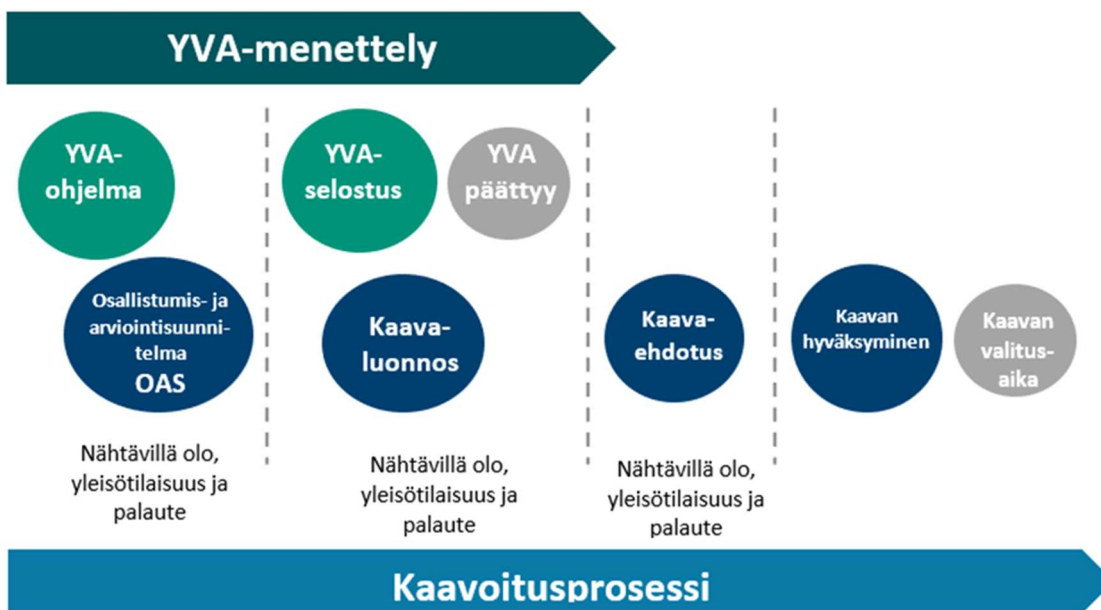 YVA-menettely
YVA-
ohjelma
YVA-
selostus
YVA
päättyy
Osallistumis- ja
arviointisuunni-
telma
OAS
Kaava-
luonnos
Kaava-
ehdotus
Kaavan
hyväksyminen
Kaavan
valitus-
aika
Nähtävillä olo,
yleisötilaisuus ja
palaute
Nähtävillä olo,
yleisötilaisuus ja
palaute
Nähtävillä olo,
yleisötilaisuus ja
palaute
Kaavoitusprosessi